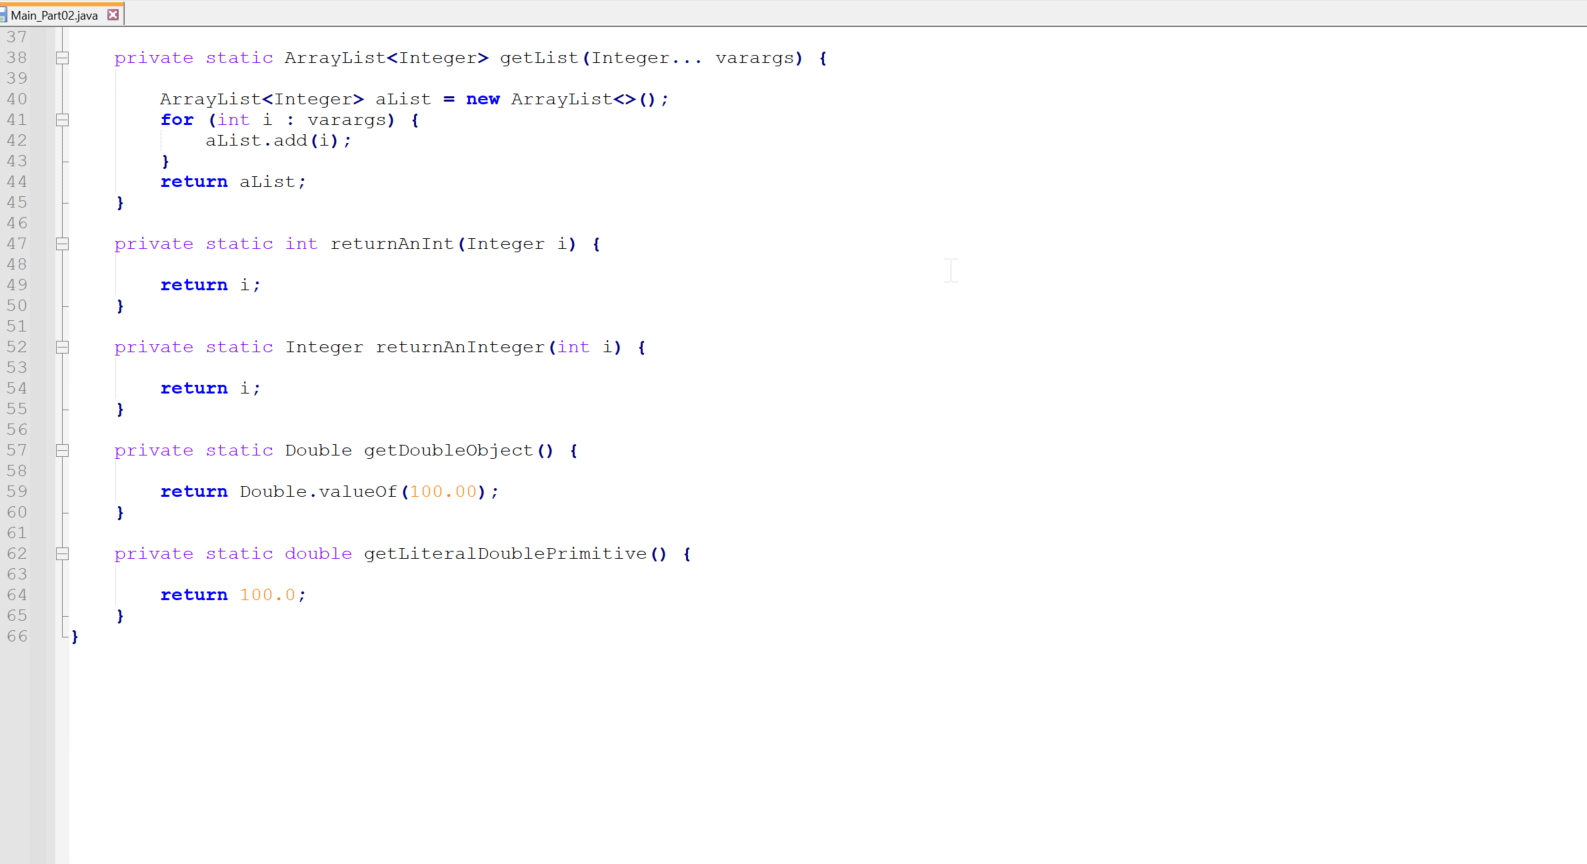 Main_Part02.java
37
38 private static ArrayList<Integer> getList(Integer... varargs) {
39
40 ArrayList<Integer> aList = new ArrayList<>();
41 for (int i : varargs) {
42 aList.add(i);
43 }
44 return aList;
45 }
46
47 private static int returnAnInt(Integer i) {
48
49 return i;
50 }
51
52 private static Integer returnAnInteger(int i) {
53
54 return i;
55 }
56
57 private static Double getDoubleObject() {
58
59 return Double.valueOf(100.00);
60 }
61
62 private static double getLiteralDoublePrimitive() {
63
64 return 100.0;
65 }
66 }